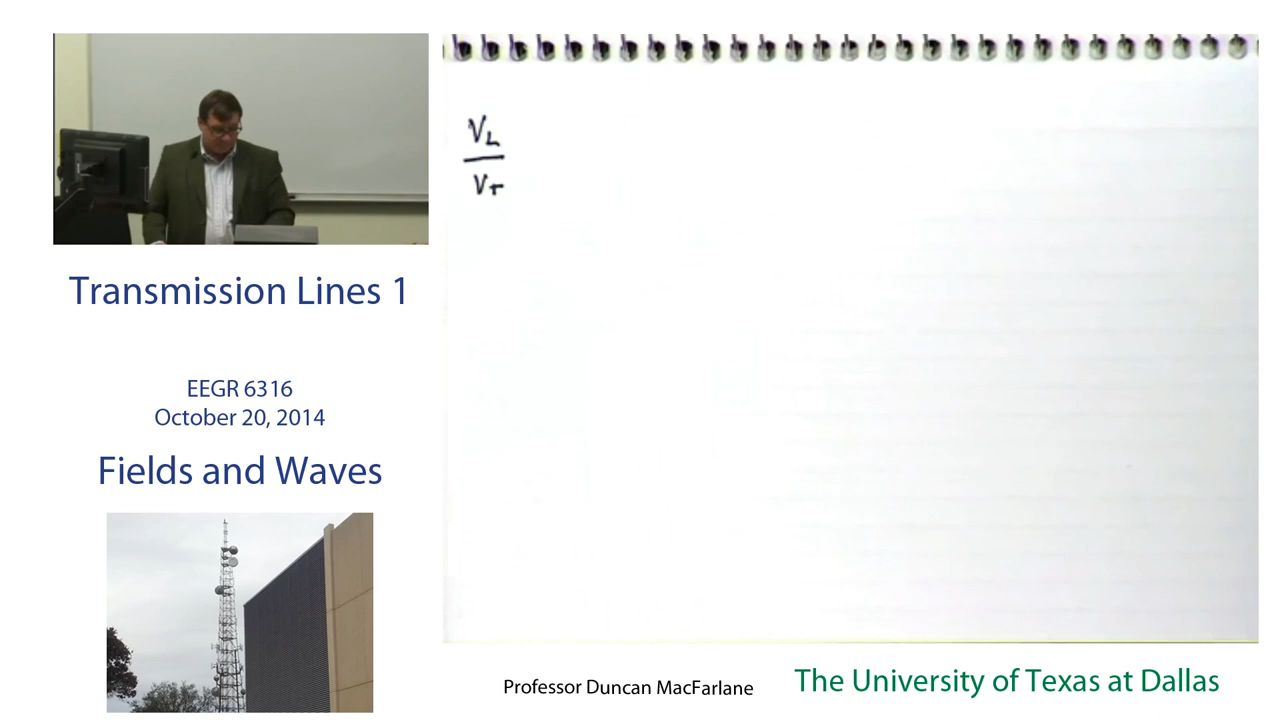 V_L
V_T
Transmission Lines 1
EEGR 6316
October 20, 2014
Fields and Waves
Professor Duncan MacFarlane
The University of Texas at Dallas